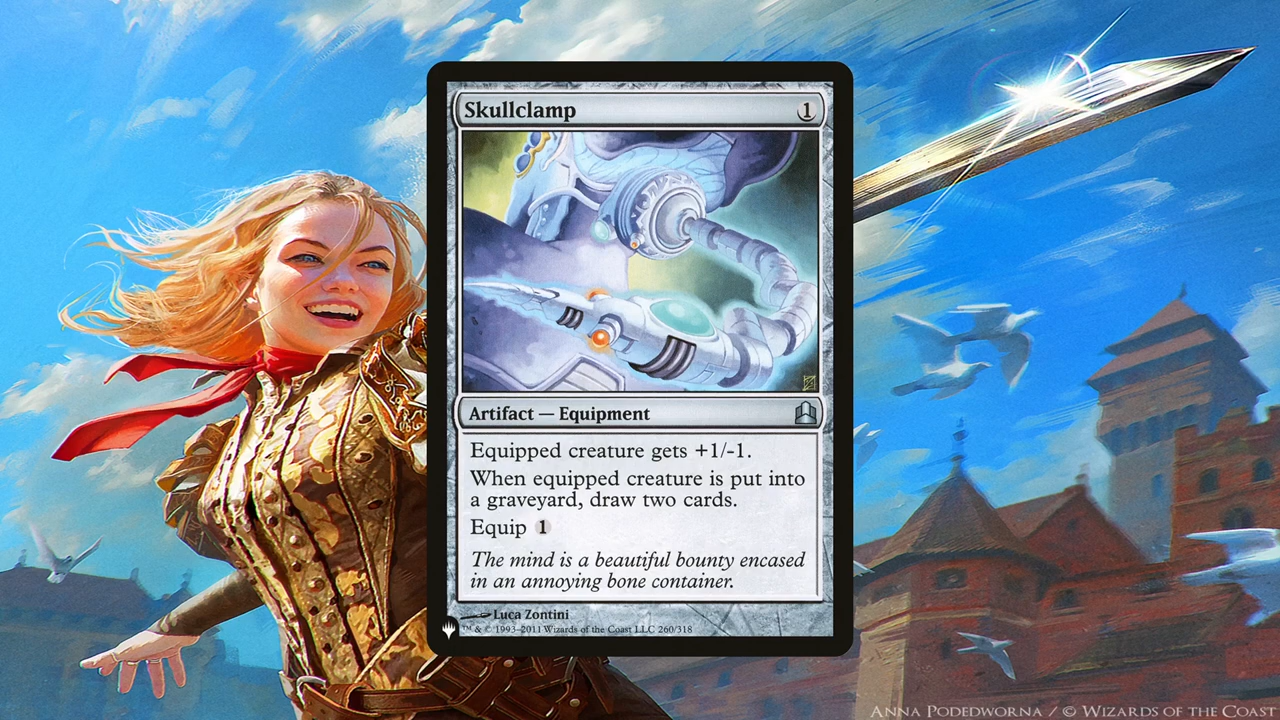 Skullclamp 1
Artifact — Equipment
Equipped creature gets +1/-1.
When equipped creature is put into
a graveyard, draw two cards.
Equip 1
The mind is a beautiful bounty encased
in an annoying bone container.
Luca Zontini
™ & © 1993–2011 Wizards of the Coast LLC 260/318
Anna Podedworna / © Wizards of the Coast